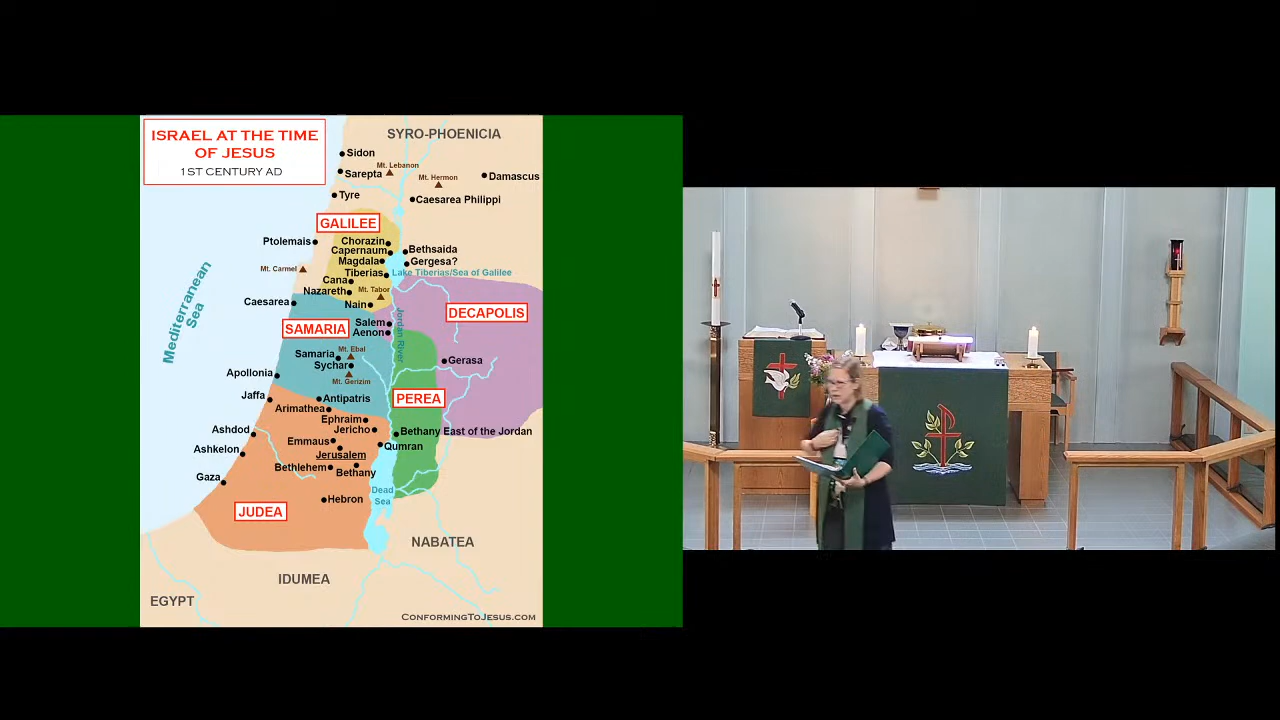 ISRAEL AT THE TIME
OF JESUS
1ST CENTURY AD
SYRO-PHOENICIA
Sidon
Mt. Lebanon
Sarepta
Mt. Hermon
Damascus
Tyre
Caesarea Philippi
GALILEE
Ptolemais
Chorazin
Bethsaida
Capernaum
Magdala
Gergesa?
Mt. Carmel
Tiberias
Lake Tiberias/Sea of Galilee
Cana
Nazareth
Mt. Tabor
Caesarea
Nain
Mediterranean
Sea
Jordan River
DECAPOLIS
SAMARIA
Salem
Aenon
Mt. Ebal
Samaria
Sychar
Gerasa
Apollonia
Mt. Gerizim
Jaffa
Antipatris
PEREA
Arimathea
Ephraim
Ashdod
Jericho
Bethany East of the Jordan
Emmaus
Qumran
Ashkelon
Jerusalem
Bethlehem
Bethany
Gaza
Dead
Sea
Hebron
JUDEA
NABATEA
IDUMEA
EGYPT
CONFORMINGTOJESUS.COM